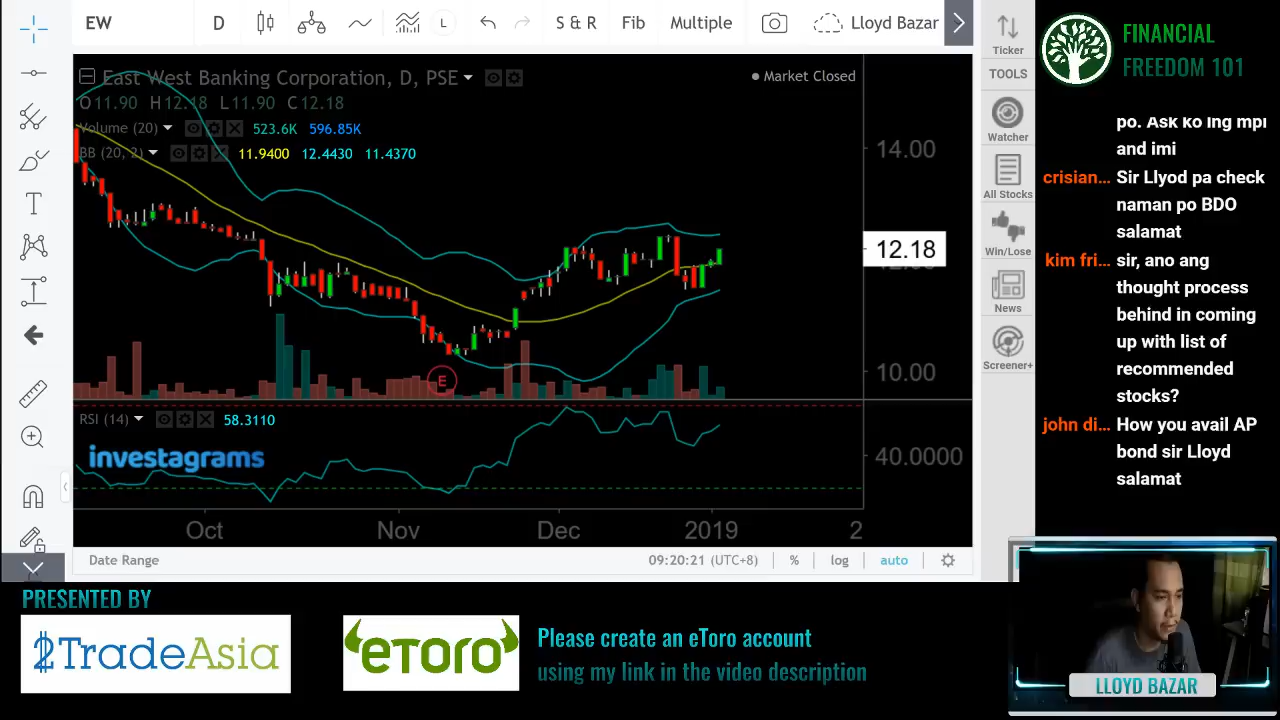 EW
D
L
S & R
Fib
Multiple
Lloyd Bazar
East West Banking Corporation, D, PSE
Market Closed
O11.90 H12.18 L11.90 C12.18
Volume (20)
523.6K 596.85K
BB (20, 2)
11.9400 12.4430 11.4370
14.00
12.18
10.00
E
RSI (14)
58.3110
investagrams
40.0000
Oct
Nov
Dec
2019
2
Date Range
09:20:21 (UTC+8)
%
log
auto
Ticker
TOOLS
Watcher
All Stocks
Win/Lose
News
Screener+
FINANCIAL
FREEDOM 101
po. Ask ko lng mpi
and imi
crisian... Sir Llyod pa check
naman po BDO
salamat
kim fri... sir, ano ang
thought process
behind in coming
up with list of
recommended
stocks?
john di... How you avail AP
bond sir Lloyd
salamat
PRESENTED BY
2TradeAsia
eToro
Please create an eToro account
using my link in the video description
LLOYD BAZAR